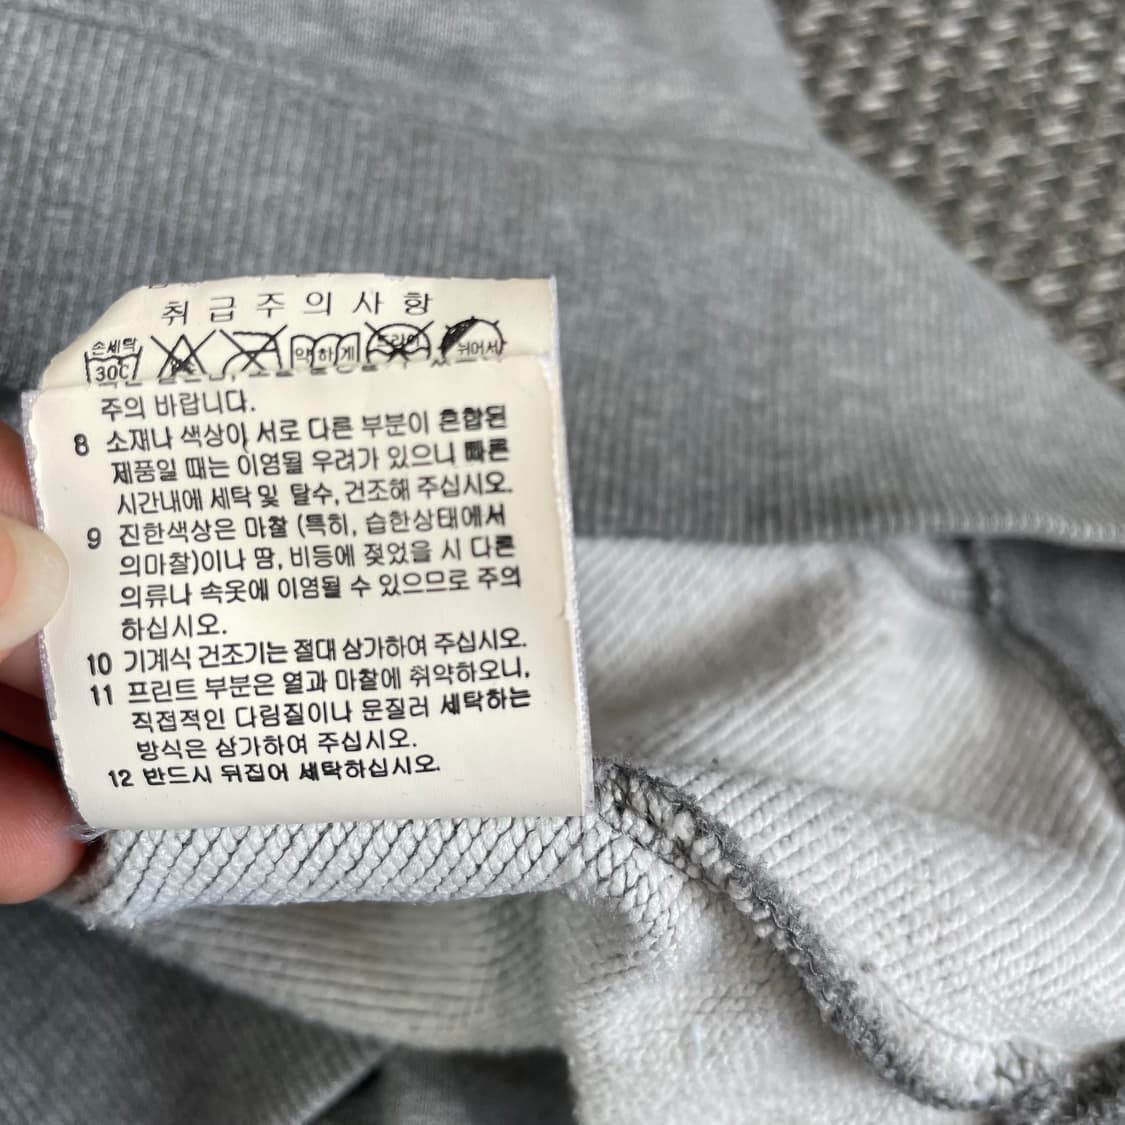 취급주의사항
손세탁
30℃
약하게
드라이
뉘어서
주의 바랍니다.
8 소재나 색상이 서로 다른 부분이 혼합된
제품일 때는 이염될 우려가 있으니 빠른
시간내에 세탁 및 탈수, 건조해 주십시오.
9 진한색상은 마찰 (특히, 습한상태에서
의마찰)이나 땀, 비등에 젖었을 시 다른
의류나 속옷에 이염될 수 있으므로 주의
하십시오.
10 기계식 건조기는 절대 삼가하여 주십시오.
11 프린트 부분은 열과 마찰에 취약하오니,
직접적인 다림질이나 문질러 세탁하는
방식은 삼가하여 주십시오.
12 반드시 뒤집어 세탁하십시오.